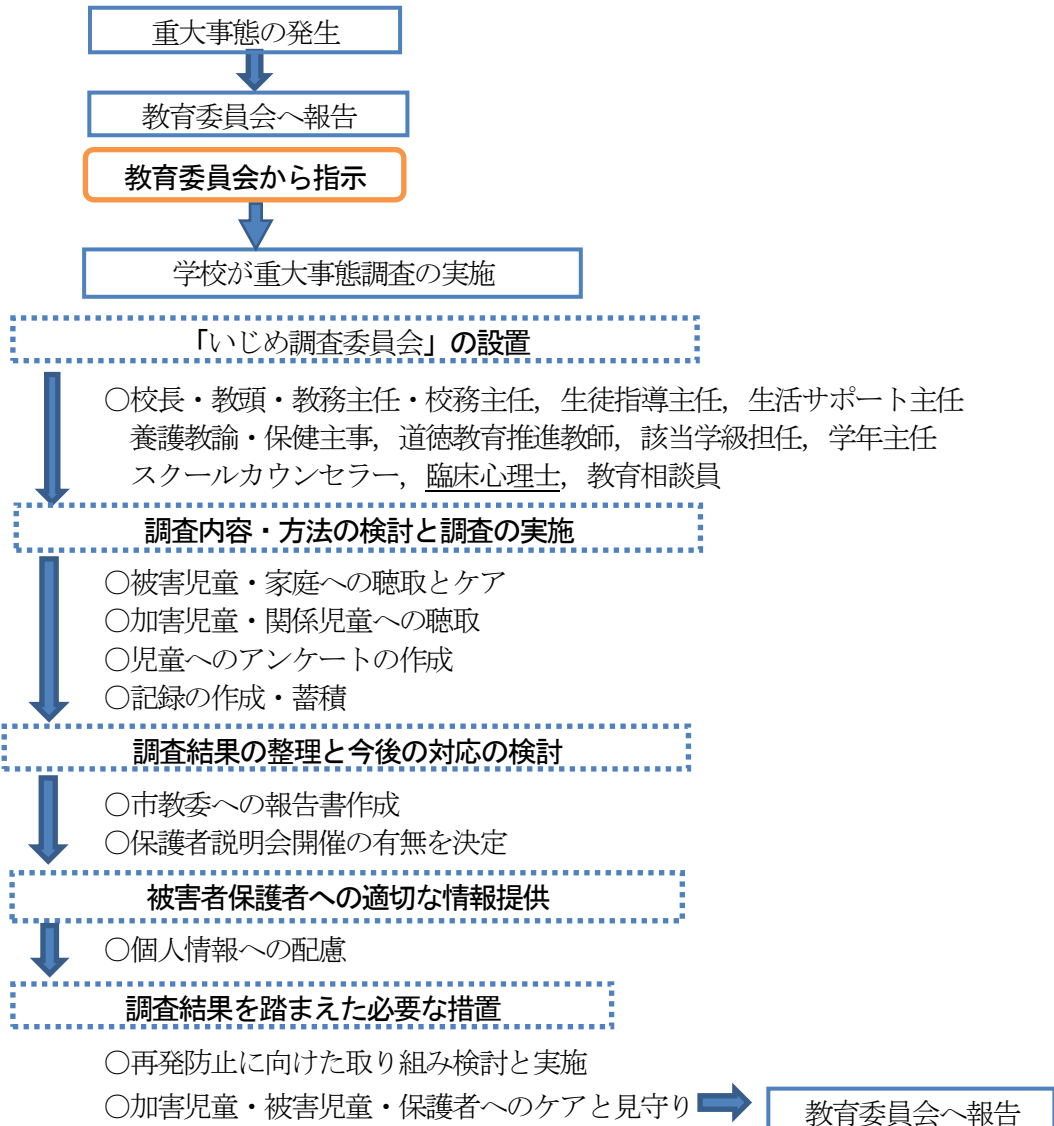 重大事態の発生
教育委員会へ報告
教育委員会から指示
学校が重大事態調査の実施
「いじめ調査委員会」の設置
○校長・教頭・教務主任・校務主任，生徒指導主任，生活サポート主任
養護教諭・保健主事，道徳教育推進教師，該当学級担任，学年主任
スクールカウンセラー，臨床心理士，教育相談員
調査内容・方法の検討と調査の実施
○被害児童・家庭への聴取とケア
○加害児童・関係児童への聴取
○児童へのアンケートの作成
○記録の作成・蓄積
調査結果の整理と今後の対応の検討
○市教委への報告書作成
○保護者説明会開催の有無を決定
被害者保護者への適切な情報提供
○個人情報への配慮
調査結果を踏まえた必要な措置
○再発防止に向けた取り組み検討と実施
○加害児童・被害児童・保護者へのケアと見守り
教育委員会へ報告